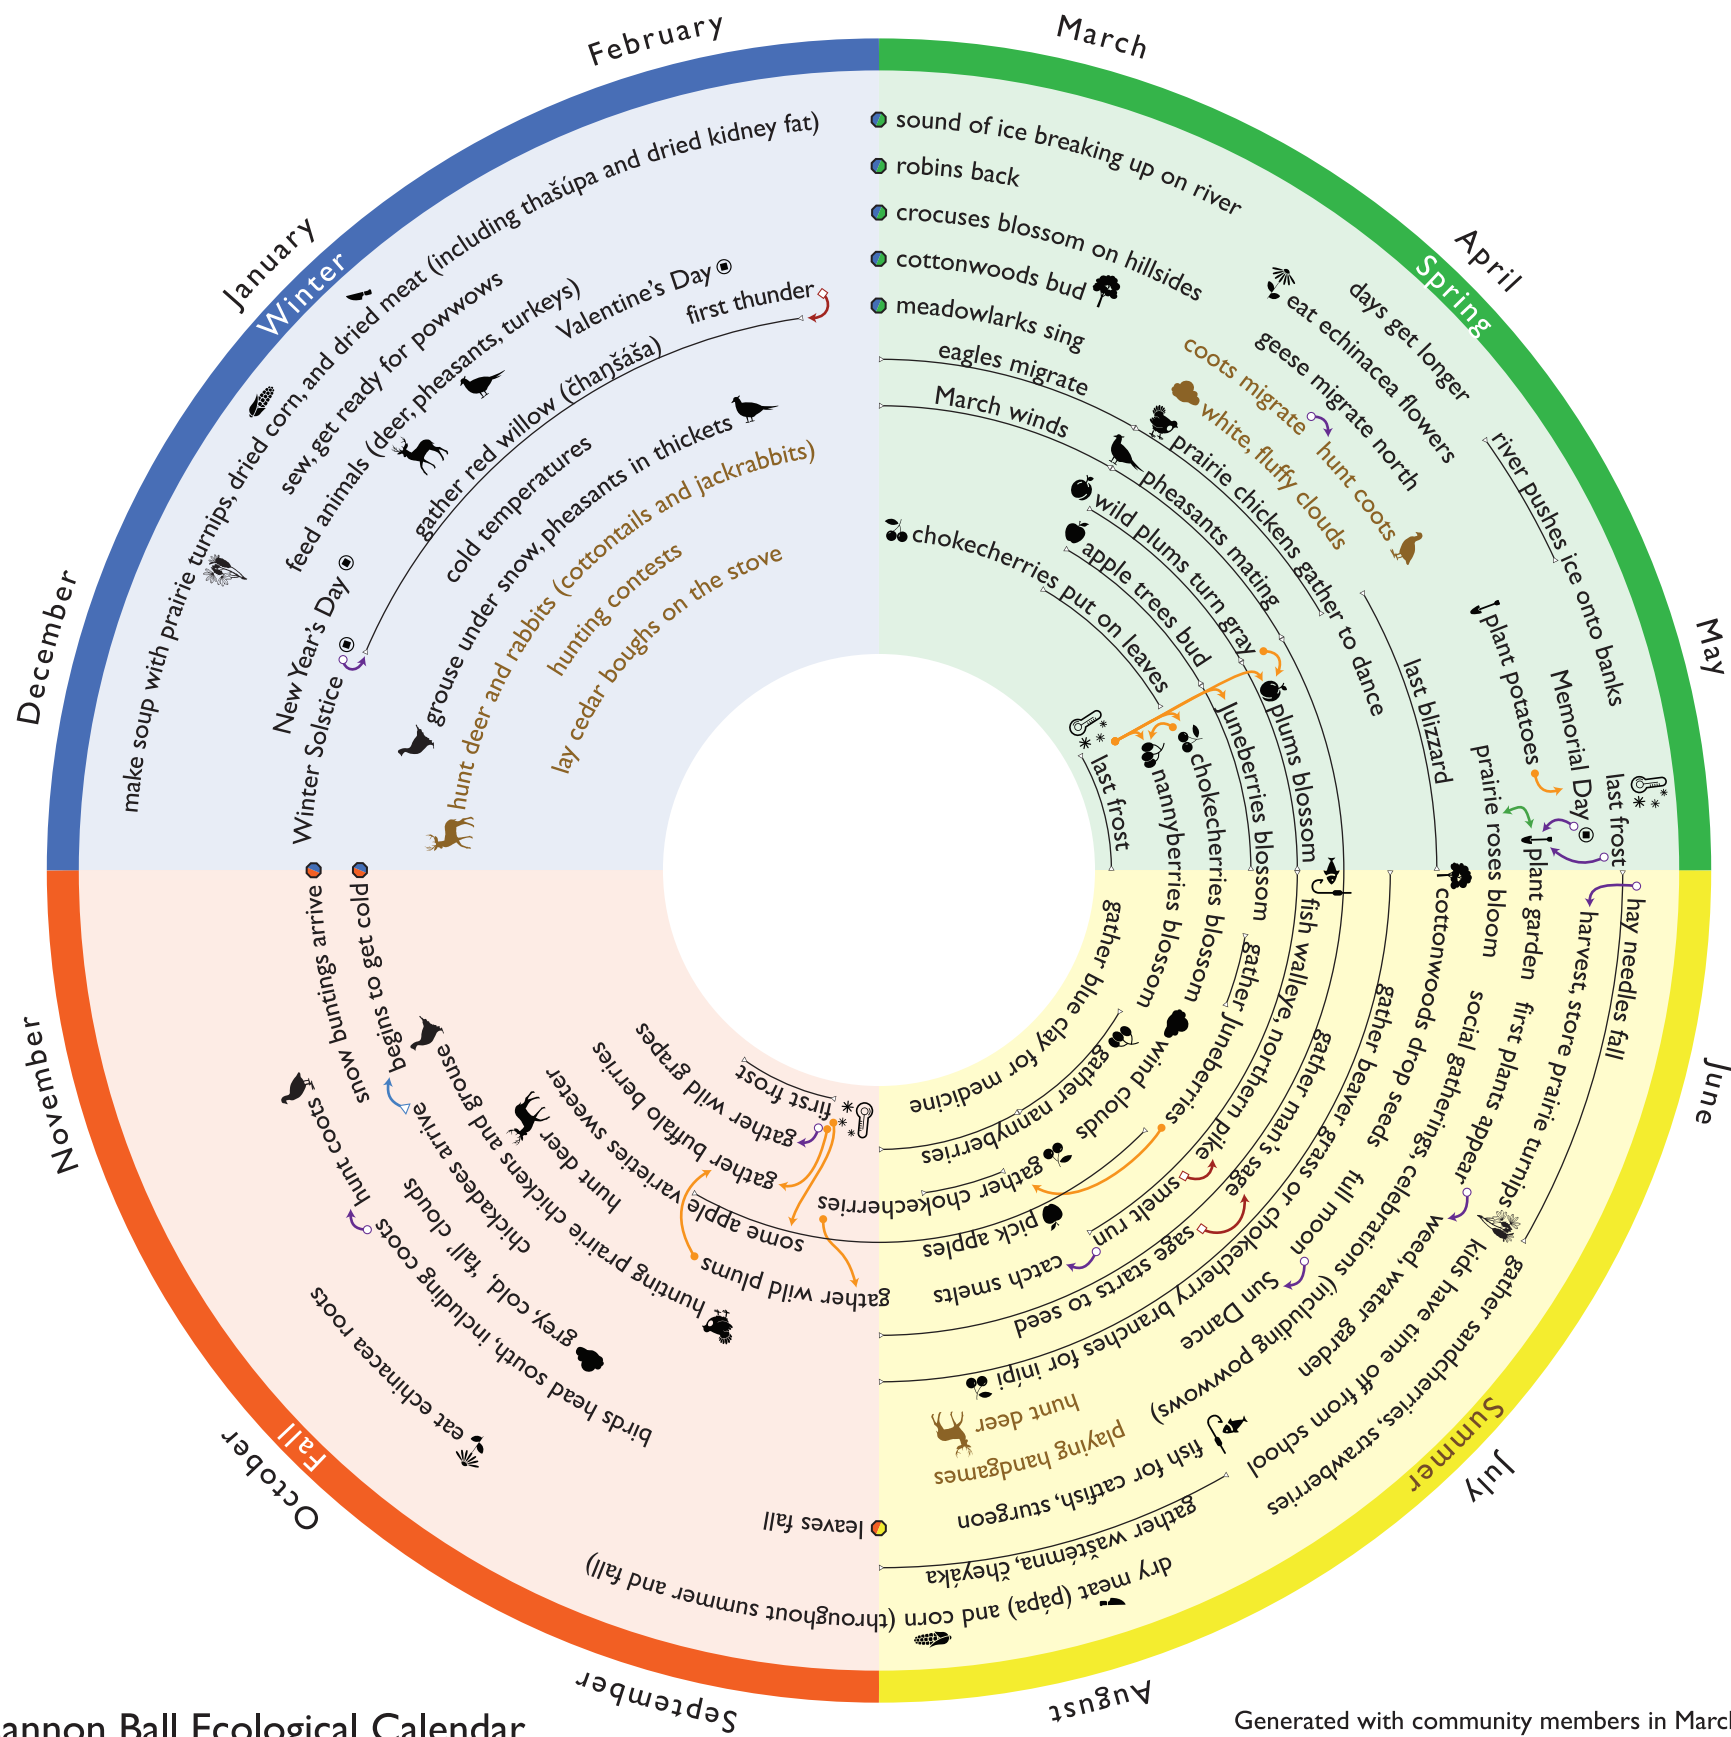 February
March
January
Winter
December
April
Spring
May
June
Summer
July
August
September
October
Fall
November
make soup with prairie turnips, dried corn, and dried meat (including thašúpa and dried kidney fat)
sew, get ready for powwows
feed animals (deer, pheasants, turkeys)
Valentine's Day
New Year's Day
first thunder
gather red willow (čhaŋšáša)
Winter Solstice
cold temperatures
grouse under snow, pheasants in thickets
hunt deer and rabbits (cottontails and jackrabbits)
hunting contests
lay cedar boughs on the stove
sound of ice breaking up on river
robins back
crocuses blossom on hillsides
cottonwoods bud
meadowlarks sing
eagles migrate
March winds
days get longer
eat echinacea flowers
geese migrate north
coots migrate
hunt coots
white, fluffy clouds
prairie chickens gather to dance
pheasants mating
wild plums turn gray
apple trees bud
chokecherries put on leaves
river pushes ice onto banks
plant potatoes
Memorial Day
last frost
last blizzard
prairie roses bloom
plant garden
plums blossom
Juneberries blossom
chokecherries blossom
nannyberries blossom
last frost
hay needles fall
harvest, store prairie turnips
first plants appear
weed, water garden
social gatherings, celebrations (including powwows)
cottonwoods drop seeds
full moon
Sun Dance
gather beaver grass or chokecherry branches for inípi
gather man's sage
sage starts to seed
fish walleye, northern pike
smelt run
catch smelts
gather Juneberries
wind clouds
gather nannyberries
gather blue clay for medicine
gather chokecherries
pick apples
kids have time off from school
gather sandcherries, strawberries
hunt deer
playing handgames
fish for catfish, sturgeon
gather waštémna, čheyáka
dry meat (pápa) and corn (throughout summer and fall)
leaves fall
first frost
gather wild grapes
gather buffalo berries
some apple varieties sweeter
gather wild plums
hunt deer
hunting prairie chickens and grouse
chickadees arrive
begins to get cold
snow buntings arrive
grey, cold, 'fall' clouds
birds head south, including coots
hunt coots
eat echinacea roots
annon Ball Ecological Calendar
Generated with community members in March